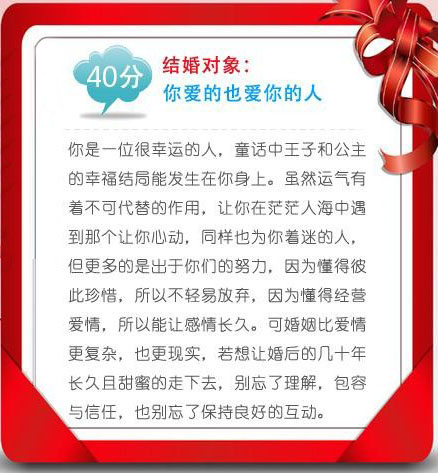 40分
结婚对象：
你爱的也爱你的人
你是一位很幸运的人，童话中王子和公主
的幸福结局能发生在你身上。虽然运气有
着不可代替的作用，让你在茫茫人海中遇
到那个让你心动，同样也为你着迷的人，
但更多的是出于你们的努力，因为懂得彼
此珍惜，所以不轻易放弃，因为懂得经营
爱情，所以能让感情长久。可婚姻比爱情
更复杂，也更现实，若想让婚后的几十年
长久且甜蜜的走下去，别忘了理解，包容
与信任，也别忘了保持良好的互动。